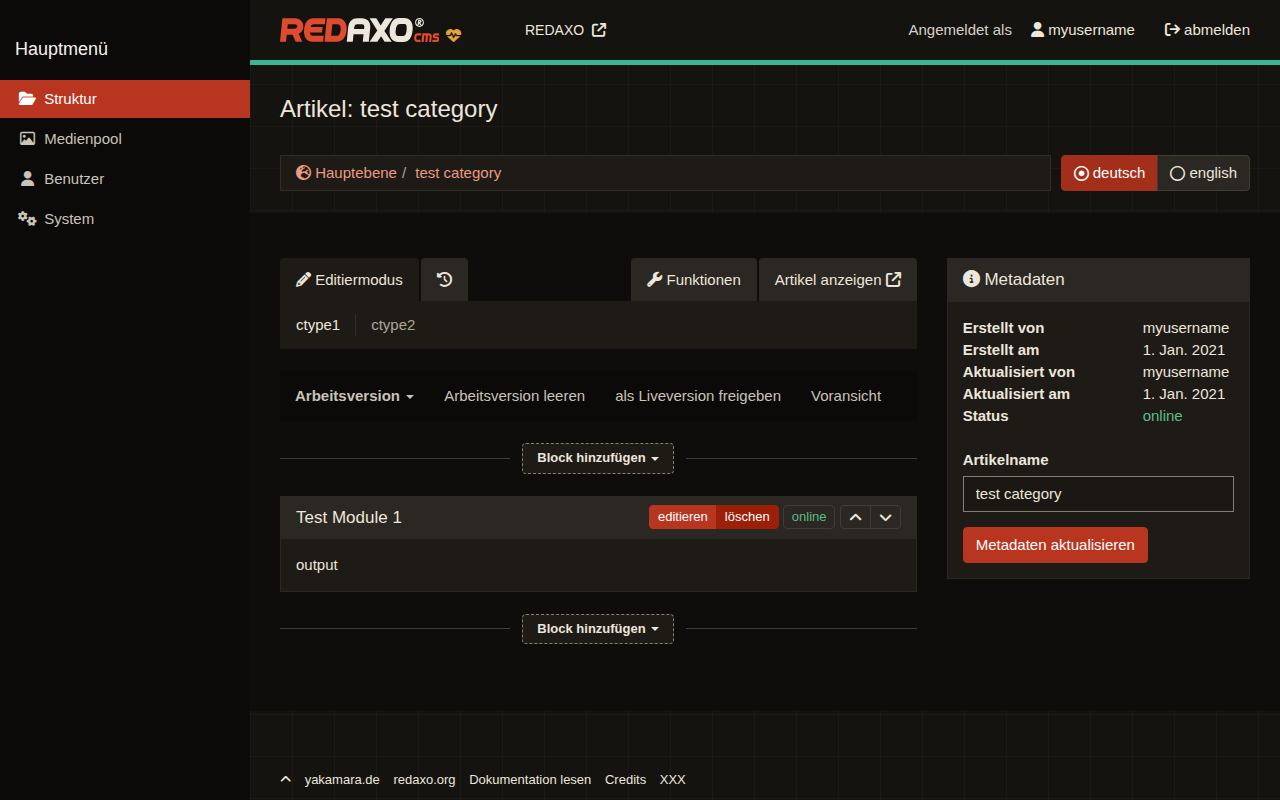 Hauptmenü
Struktur
Medienpool
Benutzer
System
REDAXO® cms
REDAXO
Angemeldet als myusername abmelden
Artikel: test category
Hauptebene / test category
deutsch english
Editiermodus
Funktionen Artikel anzeigen
ctype1 ctype2
Arbeitsversion Arbeitsversion leeren als Liveversion freigeben Voransicht
Block hinzufügen
Test Module 1 editieren löschen online
output
Block hinzufügen
Metadaten
Erstellt von myusername
Erstellt am 1. Jan. 2021
Aktualisiert von myusername
Aktualisiert am 1. Jan. 2021
Status online
Artikelname
test category
Metadaten aktualisieren
yakamara.de redaxo.org Dokumentation lesen Credits XXX